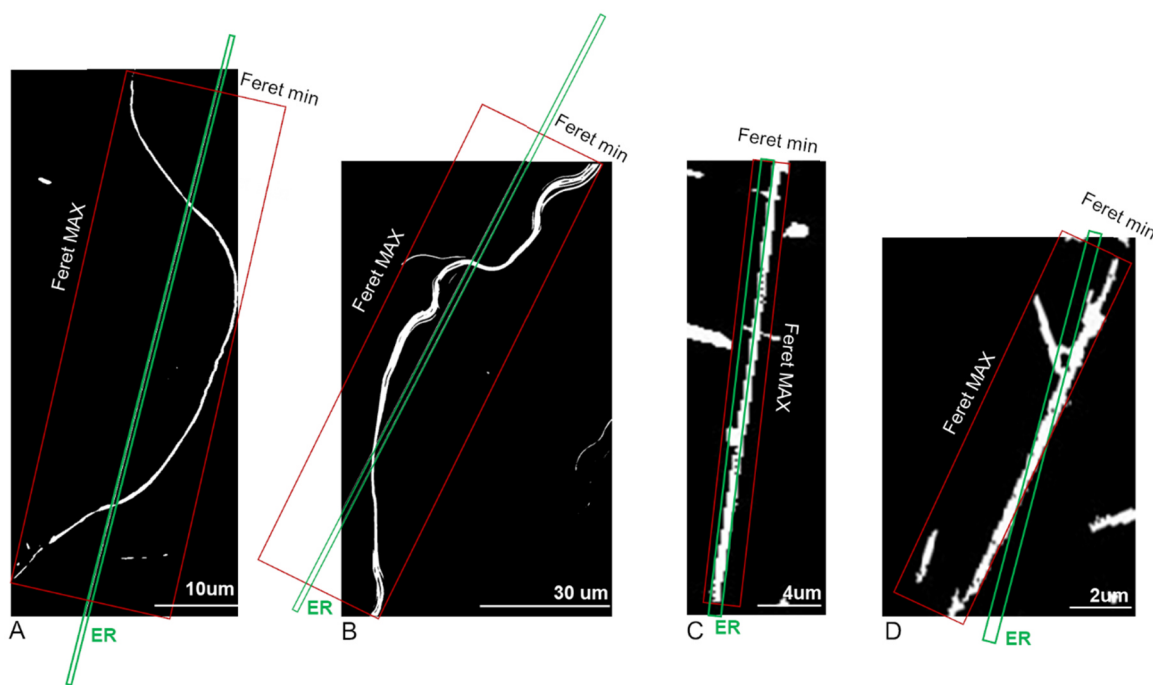 Feret min
Feret MAX
10um
A
ER
Feret min
Feret MAX
30 um
B
ER
Feret min
Feret MAX
4um
C
ER
Feret min
Feret MAX
2um
D
ER